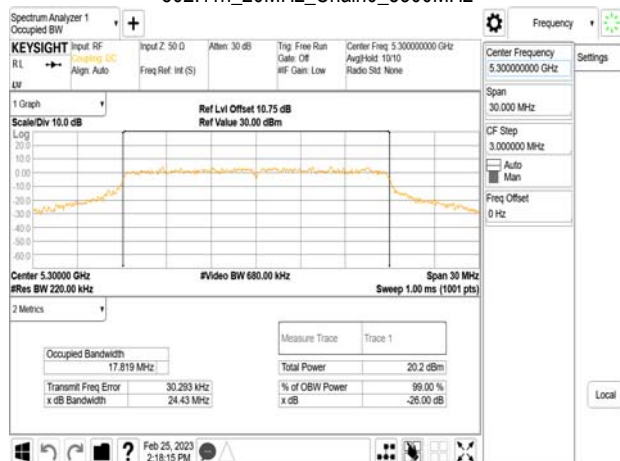 Spectrum Analyzer 1
Occupied BW
Frequency
KEYSIGHT
Input: RF
Coupling: DC
Align: Auto
Input Z: 50 Ω
Freq Ref: Int (S)
Atten: 30 dB
Trig: Free Run
Gate: Off
#IF Gain: Low
Center Freq: 5.300000000 GHz
Avg|Hold: 10/10
Radio Std: None
RL
Center Frequency
5.300000000 GHz
Settings
Span
30.000 MHz
CF Step
3.000000 MHz
Auto
Man
Freq Offset
0 Hz
Local
1 Graph
Scale/Div 10.0 dB
Ref Lvl Offset 10.75 dB
Ref Value 30.00 dBm
Log
20.0
10.0
0.00
-10.0
-20.0
-30.0
-40.0
-50.0
-60.0
Center 5.30000 GHz
#Res BW 220.00 kHz
#Video BW 680.00 kHz
Span 30 MHz
Sweep 1.00 ms (1001 pts)
2 Metrics
Measure Trace
Trace 1
Occupied Bandwidth
17.819 MHz
Total Power
20.2 dBm
Transmit Freq Error
30.293 kHz
% of OBW Power
99.00 %
x dB Bandwidth
24.43 MHz
x dB
-26.00 dB
?
Feb 25, 2023
2:18:15 PM